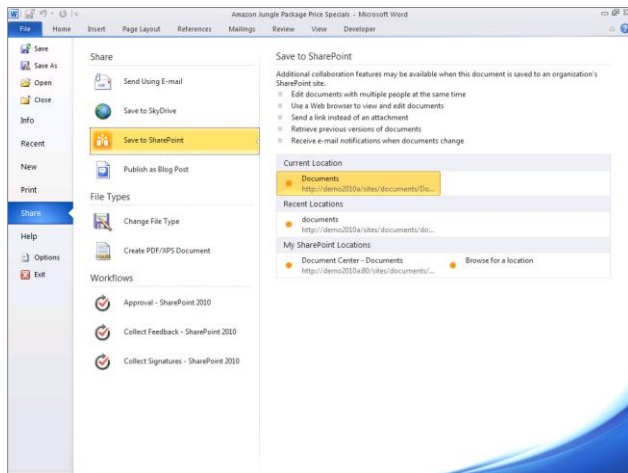 Amazon Jungle Package Price Specials - Microsoft Word
File Home Insert Page Layout References Mailings Review View Developer
Save
Save As
Open
Close
Info
Recent
New
Print
Share
Help
Options
Exit
Share
Send Using E-mail
Save to SkyDrive
Save to SharePoint
Publish as Blog Post
File Types
Change File Type
Create PDF/XPS Document
Workflows
Approval - SharePoint 2010
Collect Feedback - SharePoint 2010
Collect Signatures - SharePoint 2010
Save to SharePoint
Additional collaboration features may be available when this document is saved to an organization's
SharePoint site.
Edit documents with multiple people at the same time
Use a Web browser to view and edit documents
Send a link instead of an attachment
Retrieve previous versions of documents
Receive e-mail notifications when documents change
Current Location
Documents
http://demo2010a/sites/documents/Do...
Recent Locations
documents
http://demo2010a/sites/documents/do...
My SharePoint Locations
Document Center - Documents
http://demo2010a80/sites/documents/...
Browse for a location